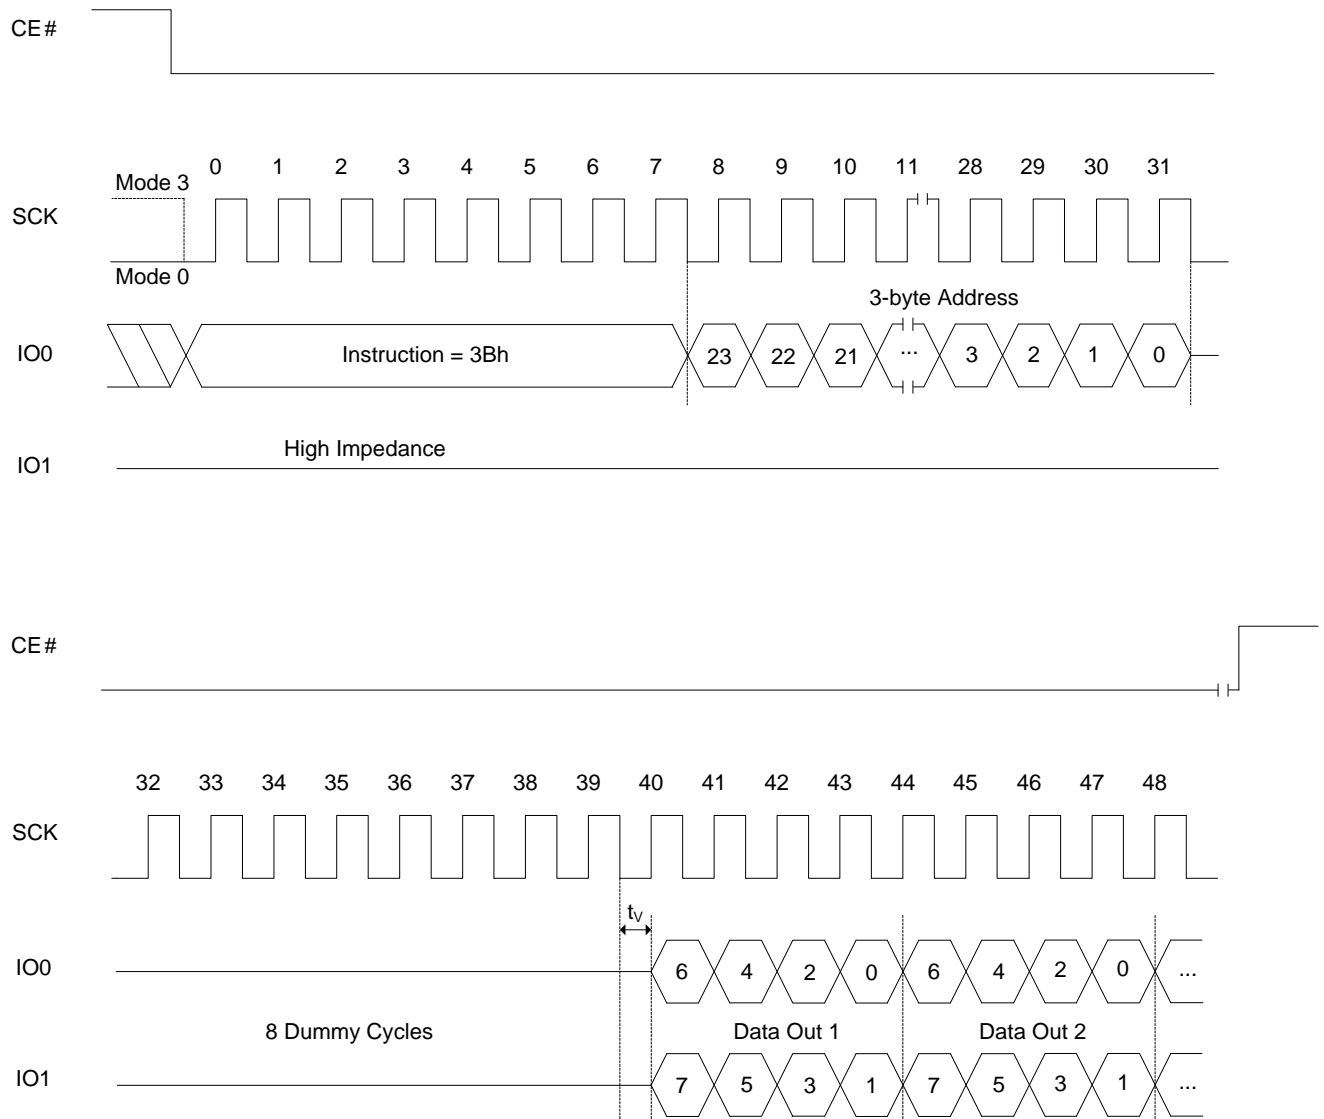 CE#
0 1 2 3 4 5 6 7 8 9 10 11 28 29 30 31
Mode 3
SCK
Mode 0
3-byte Address
IO0 Instruction = 3Bh 23 22 21 ... 3 2 1 0
High Impedance
IO1
CE#
32 33 34 35 36 37 38 39 40 41 42 43 44 45 46 47 48
SCK
tV
IO0 6 4 2 0 6 4 2 0 ...
8 Dummy Cycles Data Out 1 Data Out 2
IO1 7 5 3 1 7 5 3 1 ...